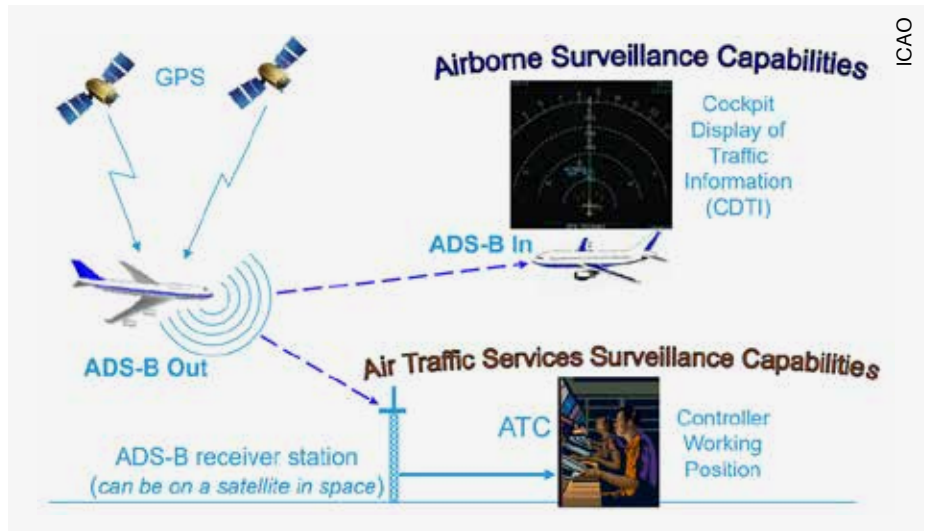 ICAO
GPS
Airborne Surveillance Capabilities
Cockpit
Display of
Traffic
Information
(CDTI)
ADS-B In
ADS-B Out
Air Traffic Services Surveillance Capabilities
ATC
Controller
Working
Position
ADS-B receiver station
(can be on a satellite in space)